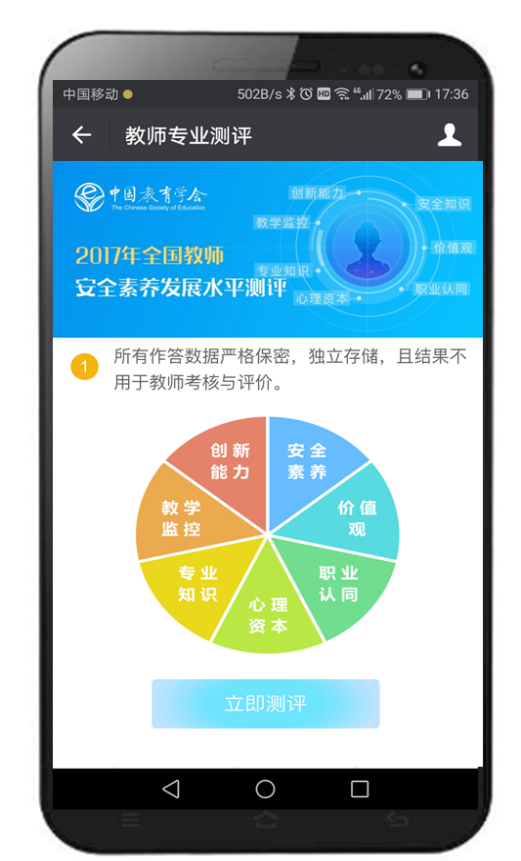 中国移动
502B/s
HD
46
72%
17:36
教师专业测评
中国教育学会
The Chinese Society of Education
2017年全国教师
安全素养发展水平测评
创新能力
安全知识
教学监控
价值观
专业知识
职业认同
心理资本
1
所有作答数据严格保密，独立存储，且结果不
用于教师考核与评价。
创新
能力
安全
素养
教学
监控
价值
观
专业
知识
职业
认同
心理
资本
立即测评